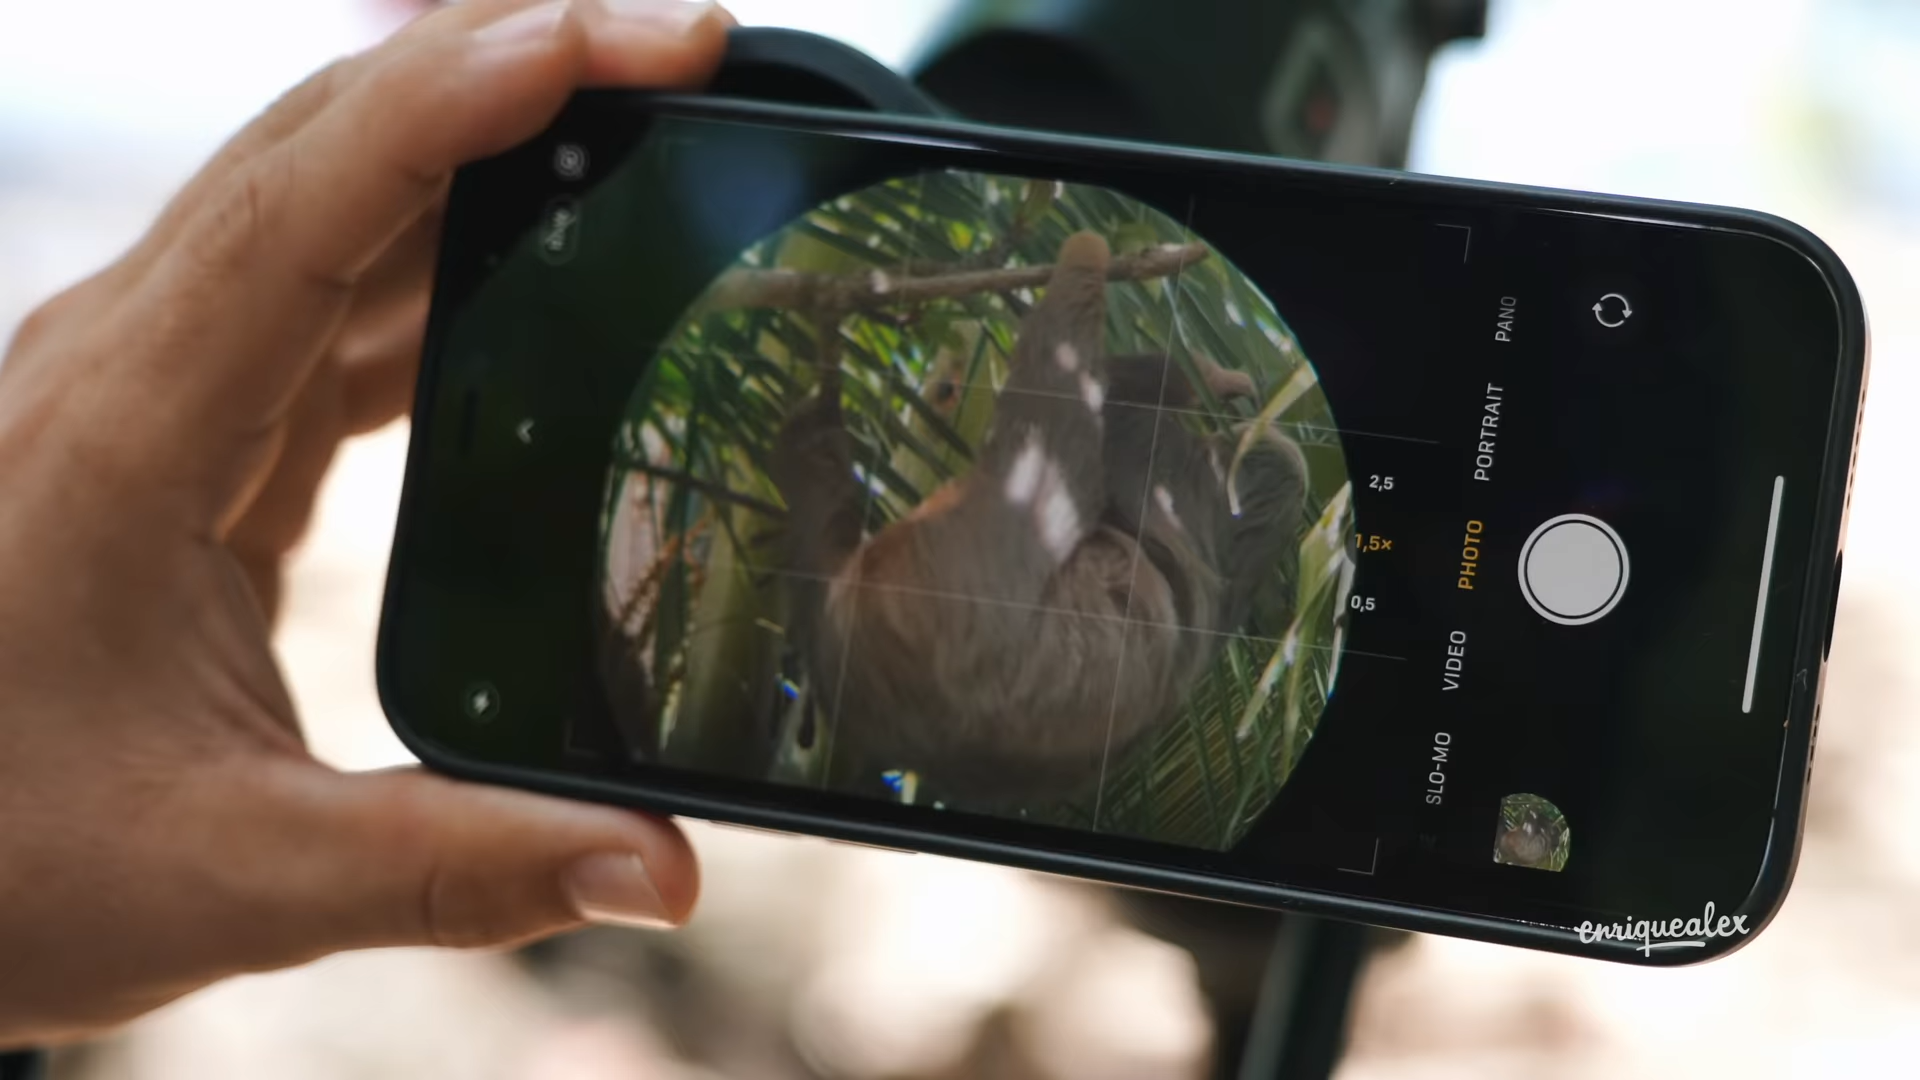 PANO
PORTRAIT
PHOTO
VIDEO
SLO-MO
2,5
1,5×
0,5
enriquealex